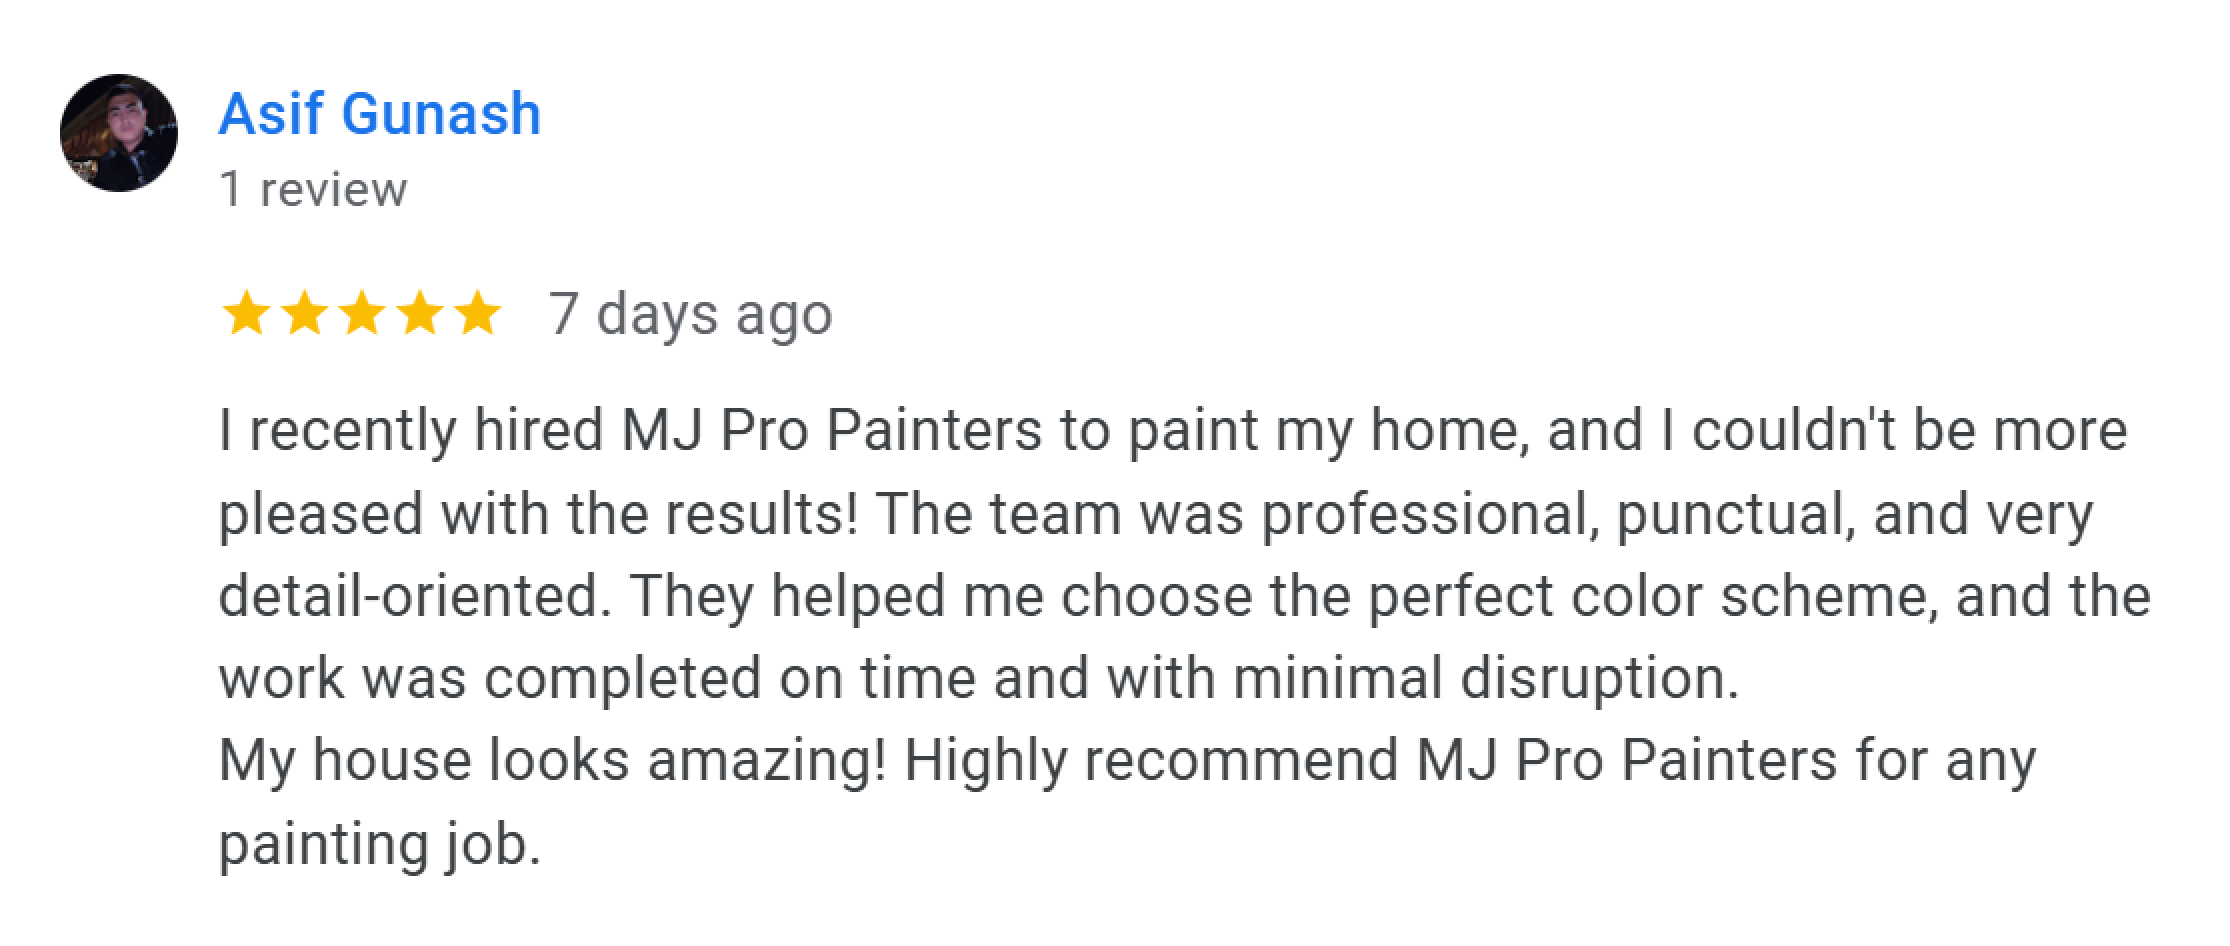 Asif Gunash
1 review
7 days ago
I recently hired MJ Pro Painters to paint my home, and I couldn't be more
pleased with the results! The team was professional, punctual, and very
detail-oriented. They helped me choose the perfect color scheme, and the
work was completed on time and with minimal disruption.
My house looks amazing! Highly recommend MJ Pro Painters for any
painting job.